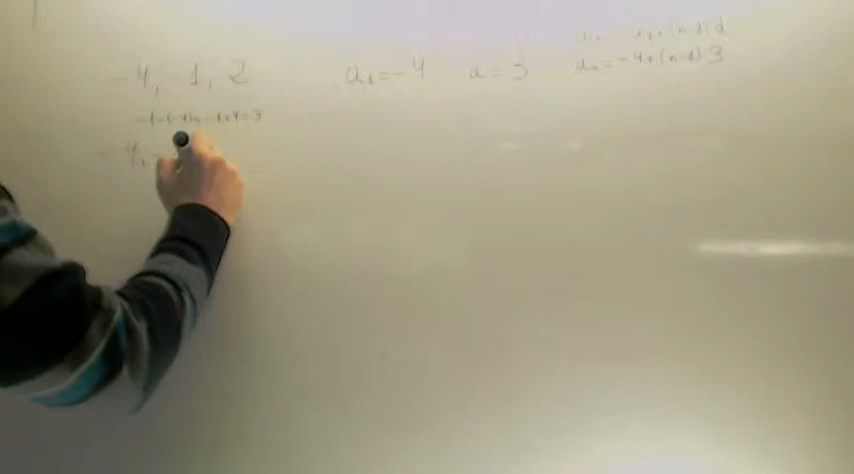 -4, -1, 2
a₁=-4
d=3
aₙ=a₁+(n-1)d
aₙ=-4+(n-1)3
-1-(-4)=-1+4=3
-4, -